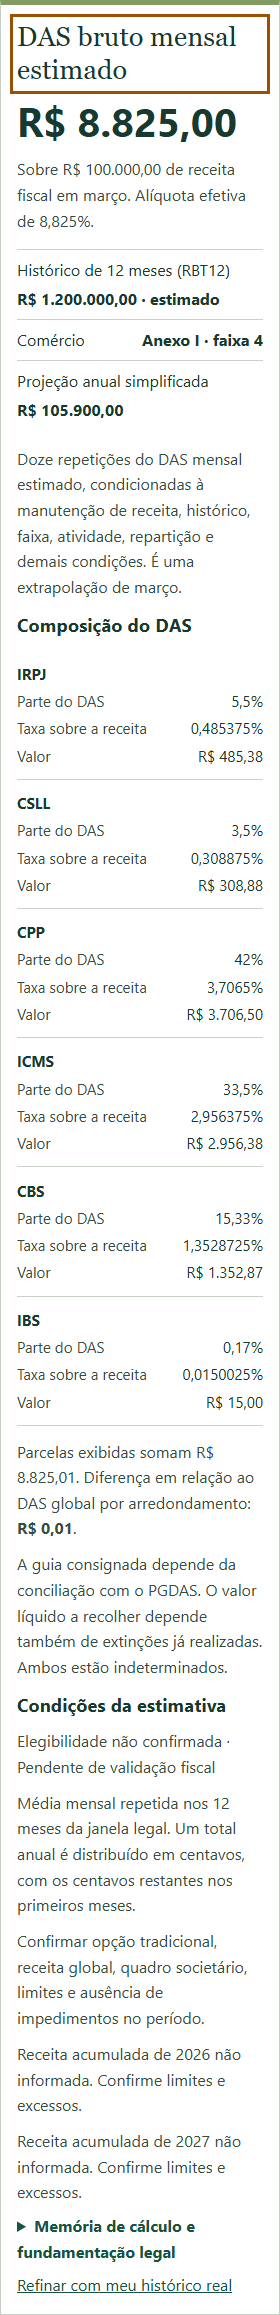 DAS bruto mensal
estimado
R$ 8.825,00
Sobre R$ 100.000,00 de receita
fiscal em março. Alíquota efetiva
de 8,825%.
Histórico de 12 meses (RBT12)
R$ 1.200.000,00 · estimado
Comércio Anexo I · faixa 4
Projeção anual simplificada
R$ 105.900,00
Doze repetições do DAS mensal
estimado, condicionadas à
manutenção de receita, histórico,
faixa, atividade, repartição e
demais condições. É uma
extrapolação de março.
Composição do DAS
IRPJ
Parte do DAS 5,5%
Taxa sobre a receita 0,485375%
Valor R$ 485,38
CSLL
Parte do DAS 3,5%
Taxa sobre a receita 0,308875%
Valor R$ 308,88
CPP
Parte do DAS 42%
Taxa sobre a receita 3,7065%
Valor R$ 3.706,50
ICMS
Parte do DAS 33,5%
Taxa sobre a receita 2,956375%
Valor R$ 2.956,38
CBS
Parte do DAS 15,33%
Taxa sobre a receita 1,3528725%
Valor R$ 1.352,87
IBS
Parte do DAS 0,17%
Taxa sobre a receita 0,0150025%
Valor R$ 15,00
Parcelas exibidas somam R$
8.825,01. Diferença em relação ao
DAS global por arredondamento:
R$ 0,01.
A guia consignada depende da
conciliação com o PGDAS. O valor
líquido a recolher depende
também de extinções já realizadas.
Ambos estão indeterminados.
Condições da estimativa
Elegibilidade não confirmada ·
Pendente de validação fiscal
Média mensal repetida nos 12
meses da janela legal. Um total
anual é distribuído em centavos,
com os centavos restantes nos
primeiros meses.
Confirmar opção tradicional,
receita global, quadro societário,
limites e ausência de
impedimentos no período.
Receita acumulada de 2026 não
informada. Confirme limites e
excessos.
Receita acumulada de 2027 não
informada. Confirme limites e
excessos.
Memória de cálculo e
fundamentação legal
Refinar com meu histórico real